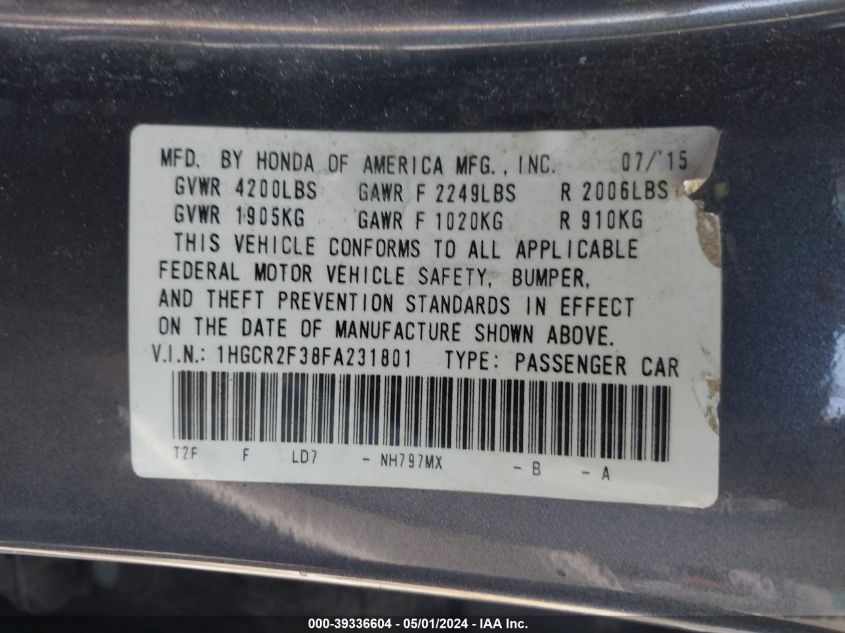 MFD. BY HONDA OF AMERICA MFG., INC. 07/'15
GVWR 4200LBS GAWR F 2249LBS R 2006LBS
GVWR 1905KG GAWR F 1020KG R 910KG
THIS VEHICLE CONFORMS TO ALL APPLICABLE
FEDERAL MOTOR VEHICLE SAFETY, BUMPER,
AND THEFT PREVENTION STANDARDS IN EFFECT
ON THE DATE OF MANUFACTURE SHOWN ABOVE.
V.I.N.: 1HGCR2F38FA231801 TYPE: PASSENGER CAR
T2F F LD7 - NH797MX - B - A
000-39336604 - 05/01/2024 - IAA Inc.